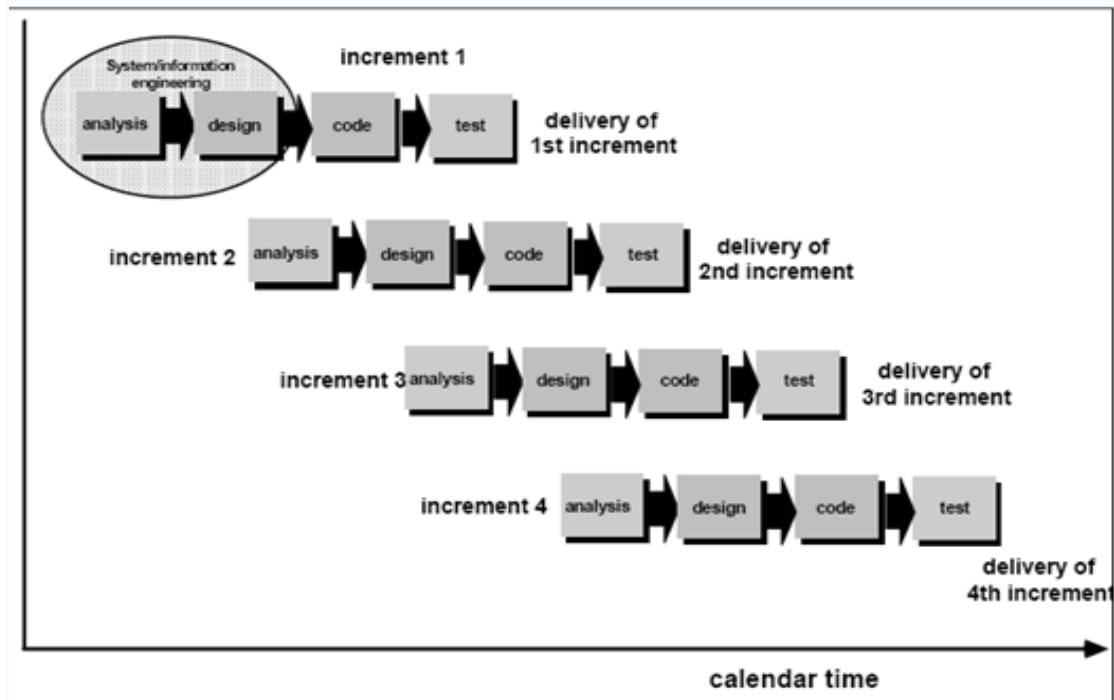 System/information
engineering
increment 1
analysis
design
code
test
delivery of
1st increment
increment 2
analysis
design
code
test
delivery of
2nd increment
increment 3
analysis
design
code
test
delivery of
3rd increment
increment 4
analysis
design
code
test
delivery of
4th increment
calendar time